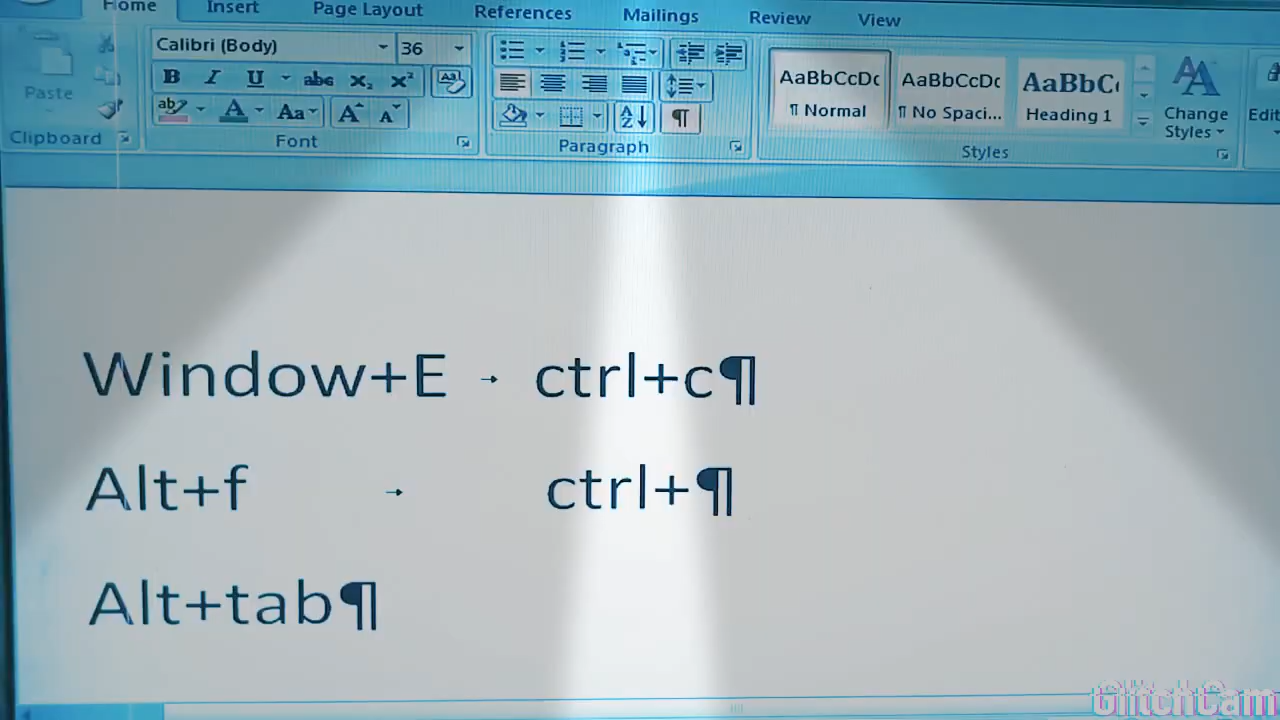 Home Insert Page Layout References Mailings Review View
Calibri (Body) 36
Paste
Clipboard
Font
Paragraph
AaBbCcDc AaBbCcDc AaBbC
¶ Normal ¶ No Spaci... Heading 1
Change Styles
Styles
Window+E → ctrl+c¶
Alt+f → ctrl+¶
Alt+tab¶
GlitchCam